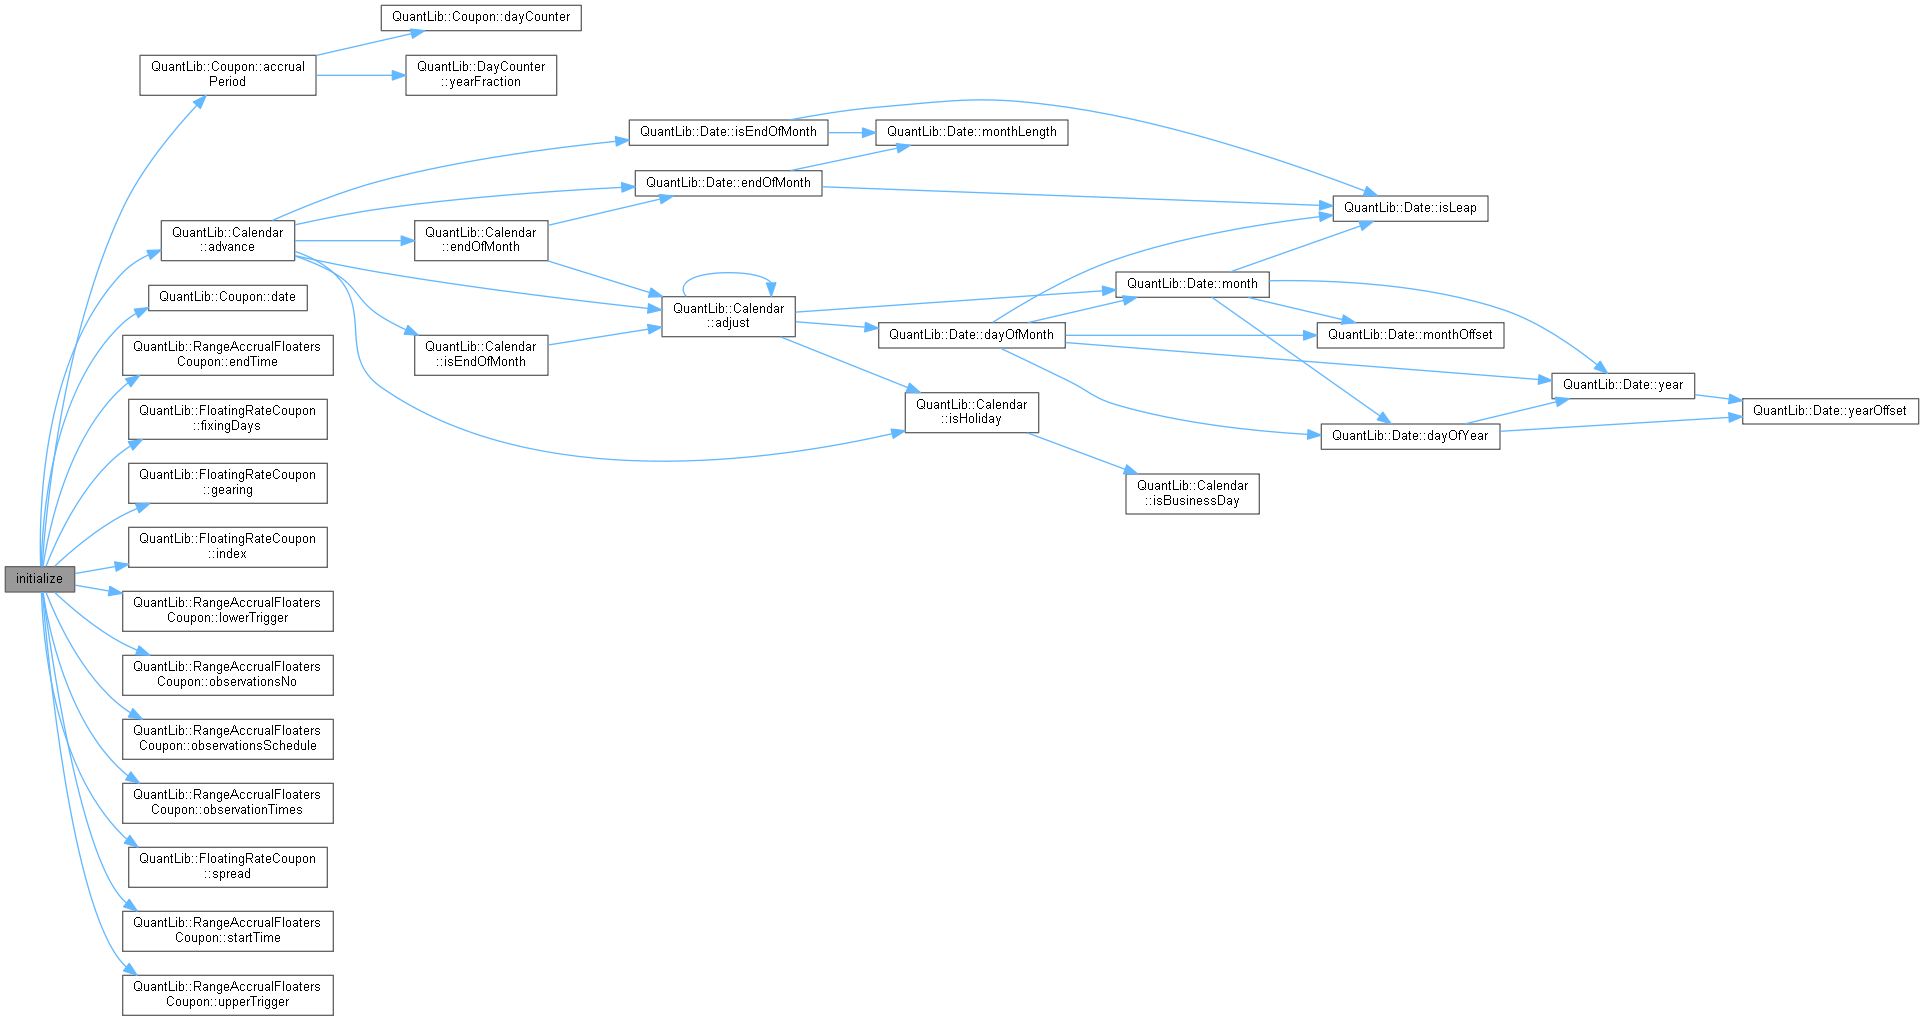 QuantLib::Coupon::dayCounter
QuantLib::Coupon::accrual
Period
QuantLib::DayCounter
::yearFraction
QuantLib::Date::isEndOfMonth
QuantLib::Date::monthLength
QuantLib::Date::endOfMonth
QuantLib::Date::isLeap
QuantLib::Calendar
::advance
QuantLib::Calendar
::endOfMonth
QuantLib::Date::month
QuantLib::Coupon::date
QuantLib::Calendar
::adjust
QuantLib::Date::dayOfMonth
QuantLib::Date::monthOffset
QuantLib::RangeAccrualFloaters
Coupon::endTime
QuantLib::Calendar
::isEndOfMonth
QuantLib::Date::year
QuantLib::Date::yearOffset
QuantLib::FloatingRateCoupon
::fixingDays
QuantLib::Calendar
::isHoliday
QuantLib::Date::dayOfYear
QuantLib::FloatingRateCoupon
::gearing
QuantLib::Calendar
::isBusinessDay
QuantLib::FloatingRateCoupon
::index
initialize
QuantLib::RangeAccrualFloaters
Coupon::lowerTrigger
QuantLib::RangeAccrualFloaters
Coupon::observationsNo
QuantLib::RangeAccrualFloaters
Coupon::observationsSchedule
QuantLib::RangeAccrualFloaters
Coupon::observationTimes
QuantLib::FloatingRateCoupon
::spread
QuantLib::RangeAccrualFloaters
Coupon::startTime
QuantLib::RangeAccrualFloaters
Coupon::upperTrigger